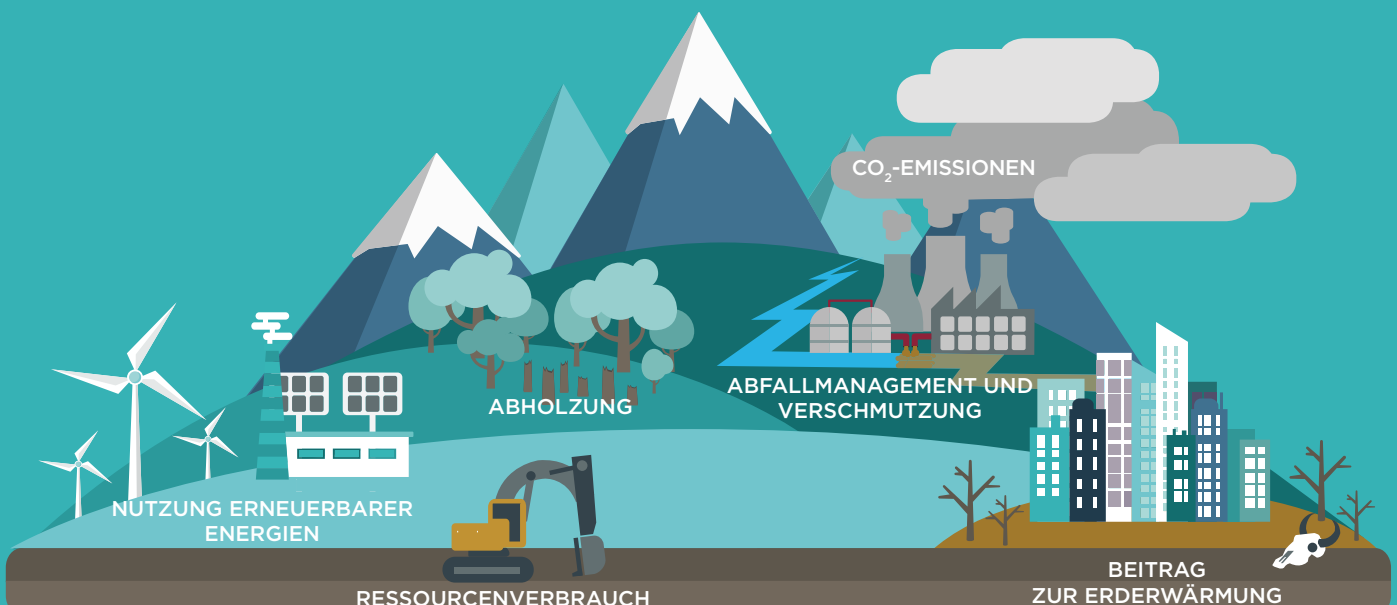 CO₂-EMISSIONEN
ABHOLZUNG
ABFALLMANAGEMENT UND
VERSCHMUTZUNG
NUTZUNG ERNEUERBARER
ENERGIEN
RESSOURCENVERBRAUCH
BEITRAG
ZUR ERDERWÄRMUNG